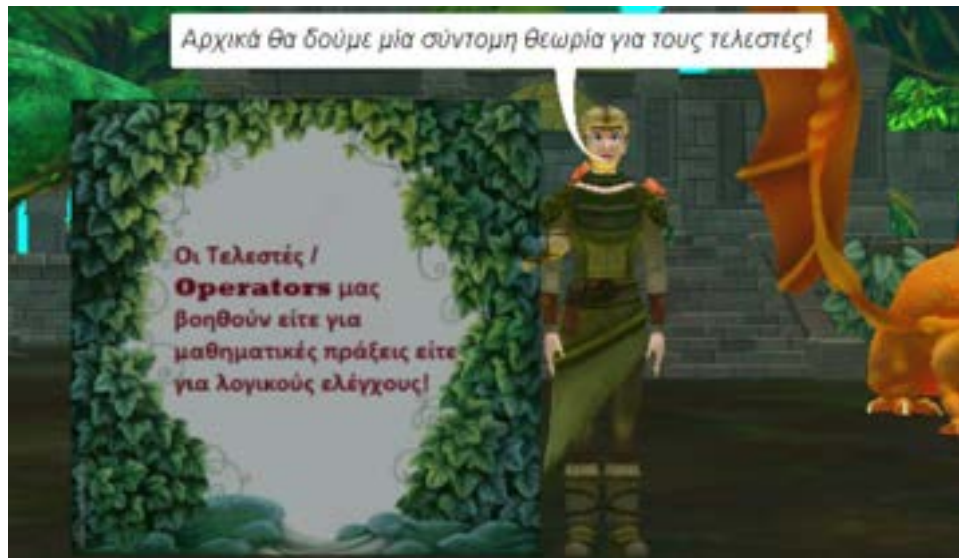 Αρχικά θα δούμε μία σύντομη θεωρία για τους τελεστές!
Οι Τελεστές /
Operators μας
βοηθούν είτε για
μαθηματικές πράξεις είτε
για λογικούς ελέγχους!